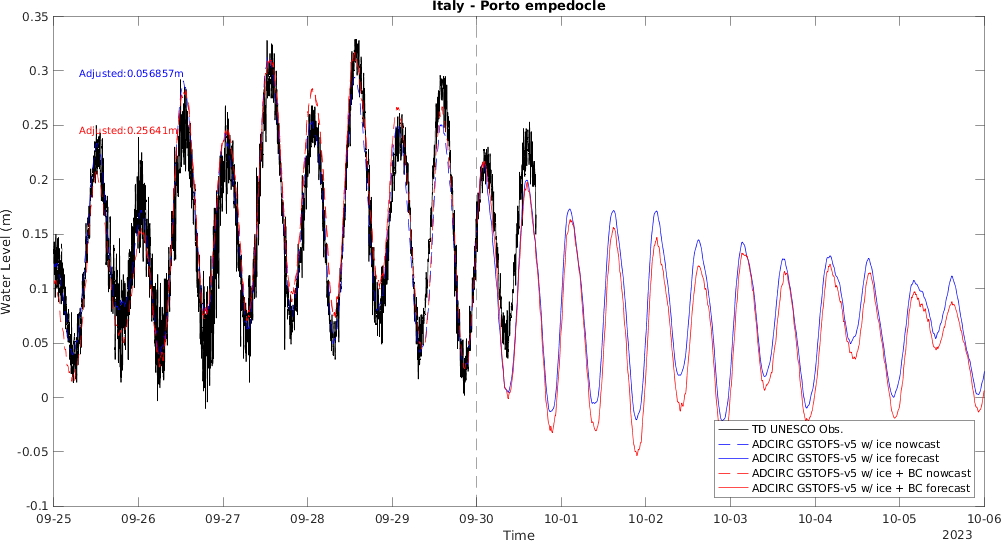 Italy - Porto empedocle
0.35
0.3
0.25
0.2
0.15
0.1
0.05
0
-0.05
-0.1
Water Level (m)
Adjusted:0.056857m
Adjusted:0.25641m
TD UNESCO Obs.
ADCIRC GSTOFS-v5 w/ ice nowcast
ADCIRC GSTOFS-v5 w/ ice forecast
ADCIRC GSTOFS-v5 w/ ice + BC nowcast
ADCIRC GSTOFS-v5 w/ ice + BC forecast
09-25 09-26 09-27 09-28 09-29 09-30 10-01 10-02 10-03 10-04 10-05 10-06
Time
2023